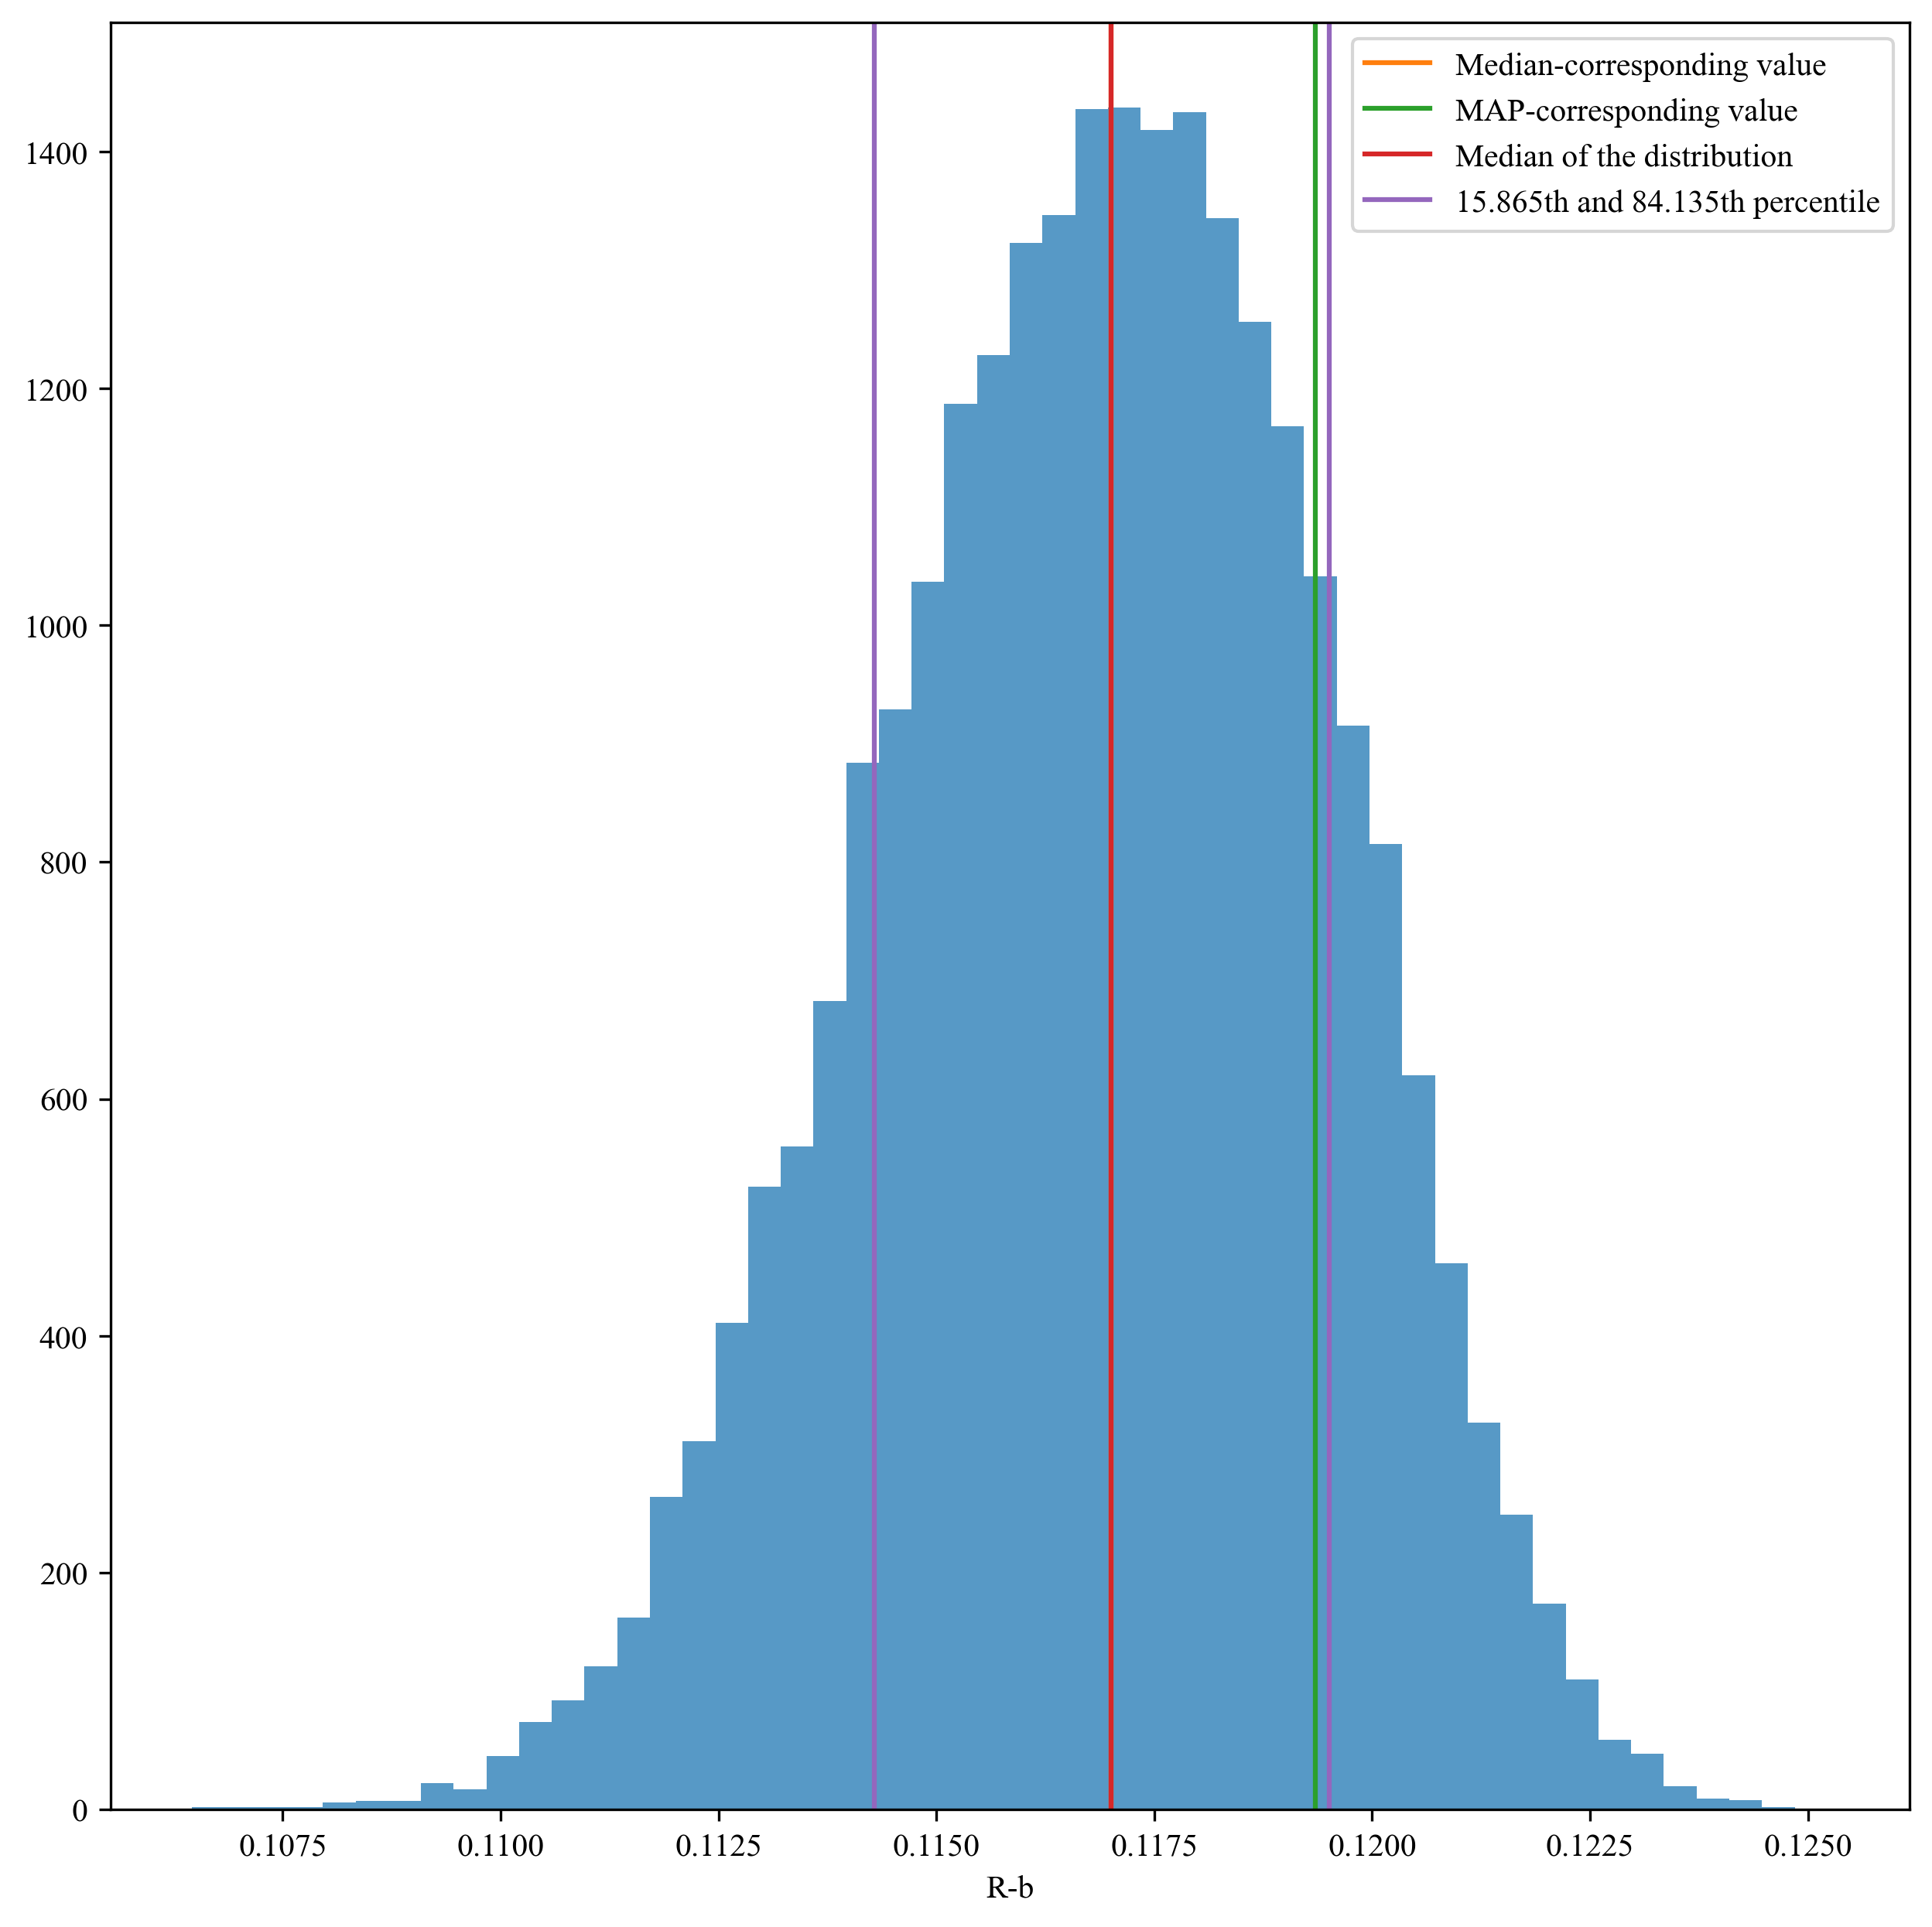 Median-corresponding value
MAP-corresponding value
Median of the distribution
15.865th and 84.135th percentile
1400
1200
1000
800
600
400
200
0
0.1075 0.1100 0.1125 0.1150 0.1175 0.1200 0.1225 0.1250
R-b